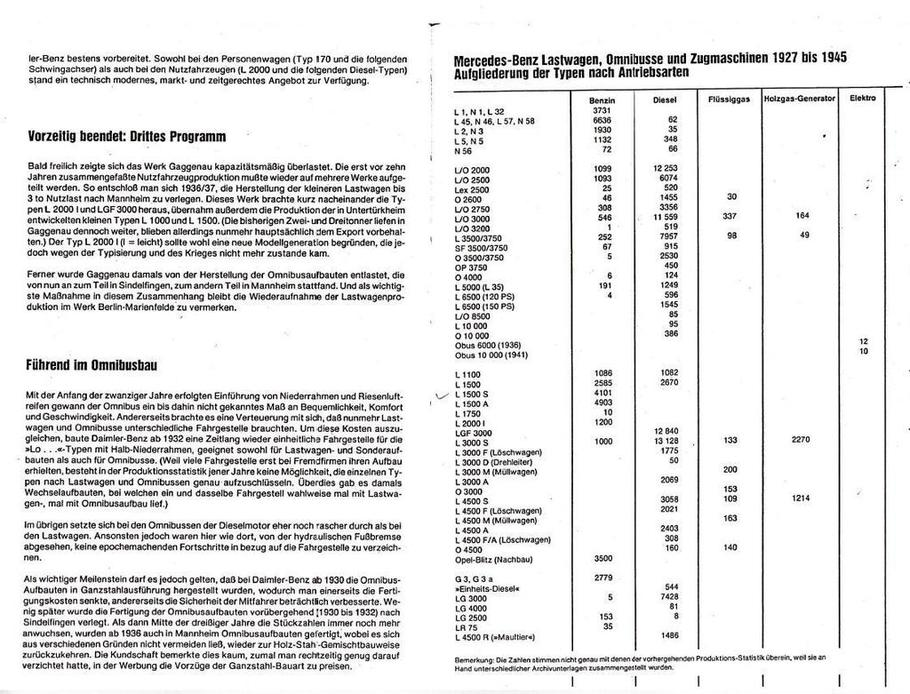 ler-Benz bestens vorbereitet. Sowohl bei den Personenwagen (Typ 170 und die folgenden
Schwingachser) als auch bei den Nutzfahrzeugen (L 2000 und die folgenden Diesel-Typen)
stand ein technisch modernes, markt- und zeitgerechtes Angebot zur Verfügung.
Vorzeitig beendet: Drittes Programm
Bald freilich zeigte sich das Werk Gaggenau kapazitätsmäßig überlastet. Die erst vor zehn
Jahren zusammengefaßte Nutzfahrzeugproduktion mußte wieder auf mehrere Werke aufge-
teilt werden. So entschloß man sich 1936/37, die Herstellung der kleineren Lastwagen bis
3 to Nutzlast nach Mannheim zu verlegen. Dieses Werk brachte kurz nacheinander die Ty-
pen L 2000 I und LGF 3000 heraus, übernahm außerdem die Produktion der in Untertürkheim
entwickelten kleinen Typen L 1000 und L 1500. (Die bisherigen Zwei- und Dreitonner liefen in
Gaggenau dennoch weiter, blieben allerdings nunmehr hauptsächlich dem Export vorbehal-
ten.) Der Typ L 2000 I (I = leicht) sollte wohl eine neue Modellgeneration begründen, die je-
doch wegen der Typisierung und des Krieges nicht mehr zustande kam.
Ferner wurde Gaggenau damals von der Herstellung der Omnibusaufbauten entlastet, die
von nun an zum Teil in Sindelfingen, zum andern Teil in Mannheim stattfand. Und als wichtig-
ste Maßnahme in diesem Zusammenhang bleibt die Wiederaufnahme der Lastwagenpro-
duktion im Werk Berlin-Marienfelde zu vermerken.
Führend im Omnibusbau
Mit der Anfang der zwanziger Jahre erfolgten Einführung von Niederrahmen und Riesenluft-
reifen gewann der Omnibus ein bis dahin nicht gekanntes Maß an Bequemlichkeit, Komfort
und Geschwindigkeit. Andererseits brachte es eine Verteuerung mit sich, daß nunmehr Last-
wagen und Omnibusse unterschiedliche Fahrgestelle brauchten. Um diese Kosten auszu-
gleichen, baute Daimler-Benz ab 1932 eine Zeitlang wieder einheitliche Fahrgestelle für die
»Lo . . .«-Typen mit Halb-Niederrahmen, geeignet sowohl für Lastwagen- und Sonderauf-
bauten als auch für Omnibusse. (Weil viele Fahrgestelle erst bei Fremdfirmen ihren Aufbau
erhielten, besteht in der Produktionsstatistik jener Jahre keine Möglichkeit, die einzelnen Ty-
pen nach Lastwagen und Omnibussen genau aufzuschlüsseln. Überdies gab es damals
Wechselaufbauten, bei welchen ein und dasselbe Fahrgestell wahlweise mal mit Lastwa-
gen-, mal mit Omnibusaufbau lief.)
Im übrigen setzte sich bei den Omnibussen der Dieselmotor eher noch rascher durch als bei
den Lastwagen. Ansonsten jedoch waren hier wie dort, von der hydraulischen Fußbremse
abgesehen, keine epochemachenden Fortschritte in bezug auf die Fahrgestelle zu verzeich-
nen.
Als wichtiger Meilenstein darf es jedoch gelten, daß bei Daimler-Benz ab 1930 die Omnibus-
Aufbauten in Ganzstahlausführung hergestellt wurden, wodurch man einerseits die Ferti-
gungskosten senkte, andererseits die Sicherheit der Mitfahrer beträchtlich verbesserte. We-
nig später wurde die Fertigung der Omnibusaufbauten vorübergehend (1930 bis 1932) nach
Sindelfingen verlegt. Als dann Mitte der dreißiger Jahre die Stückzahlen immer noch mehr
anwuchsen, wurden ab 1936 auch in Mannheim Omnibusaufbauten gefertigt, wobei es sich
aus verschiedenen Gründen nicht vermeiden ließ, wieder zur Holz-Stahl-Gemischtbauweise
zurückzukehren. Die Kundschaft bemerkte dies kaum, zumal man rechtzeitig genug darauf
verzichtet hatte, in der Werbung die Vorzüge der Ganzstahl-Bauart zu preisen.
Mercedes-Benz Lastwagen, Omnibusse und Zugmaschinen 1927 bis 1945
Aufgliederung der Typen nach Antriebsarten
Benzin Diesel Flüssiggas Holzgas-Generator Elektro
L 1, N 1, L 32 3731
L 45, N 46, L 57, N 58 6636 62
L 2, N 3 1930 35
L 5, N 5 1132 348
N 56 72 66
L/O 2000 1099 12 253
L/O 2500 1093 6074
Lex 2500 25 520
O 2600 46 1455 30
L/O 2750 308 3356
L/O 3000 546 11 559 337 164
L/O 3200 1 519
L 3500/3750 252 7957 98 49
SF 3500/3750 67 915
O 3500/3750 5 2530
OP 3750 450
O 4000 6 124
L 5000 (L 35) 191 1249
L 6500 (120 PS) 4 596
L 6500 (150 PS) 1545
L/O 8500 85
L 10 000 95
O 10 000 386
Obus 6000 (1936) 12
Obus 10 000 (1941) 10
L 1100 1086 1082
L 1500 2585 2670
L 1500 S 4101
L 1500 A 4903
L 1750 10
L 2000 I 1200
LGF 3000 12 840
L 3000 S 1000 13 128 133 2270
L 3000 F (Löschwagen) 1775
L 3000 D (Drehleiter) 50
L 3000 M (Müllwagen) 200
L 3000 A 2069
O 3000 153
L 4500 S 3058 109 1214
L 4500 F (Löschwagen) 2021
L 4500 M (Müllwagen) 163
L 4500 A 2403
L 4500 F/A (Löschwagen) 308
O 4500 160 140
Opel-Blitz (Nachbau) 3500
G 3, G 3 a 2779
»Einheits-Diesel« 544
LG 3000 5 7428
LG 4000 81
LG 2500 153 8
LR 75 35
L 4500 R (»Maultier«) 1486
Bemerkung: Die Zahlen stimmen nicht genau mit denen der vorhergehenden Produktions-Statistik überein, weil sie an
Hand unterschiedlicher Archivunterlagen zusammengestellt wurden.